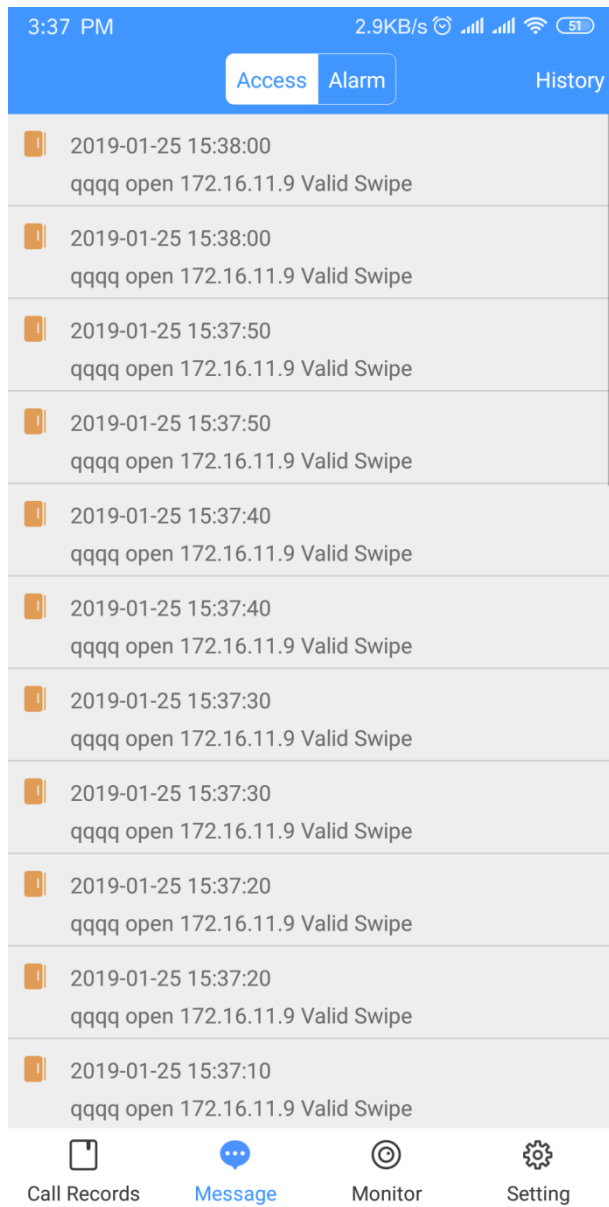 3:37 PM 2.9KB/s 51
Access Alarm History
2019-01-25 15:38:00
qqqq open 172.16.11.9 Valid Swipe
2019-01-25 15:38:00
qqqq open 172.16.11.9 Valid Swipe
2019-01-25 15:37:50
qqqq open 172.16.11.9 Valid Swipe
2019-01-25 15:37:50
qqqq open 172.16.11.9 Valid Swipe
2019-01-25 15:37:40
qqqq open 172.16.11.9 Valid Swipe
2019-01-25 15:37:40
qqqq open 172.16.11.9 Valid Swipe
2019-01-25 15:37:30
qqqq open 172.16.11.9 Valid Swipe
2019-01-25 15:37:30
qqqq open 172.16.11.9 Valid Swipe
2019-01-25 15:37:20
qqqq open 172.16.11.9 Valid Swipe
2019-01-25 15:37:20
qqqq open 172.16.11.9 Valid Swipe
2019-01-25 15:37:10
qqqq open 172.16.11.9 Valid Swipe
Call Records Message Monitor Setting